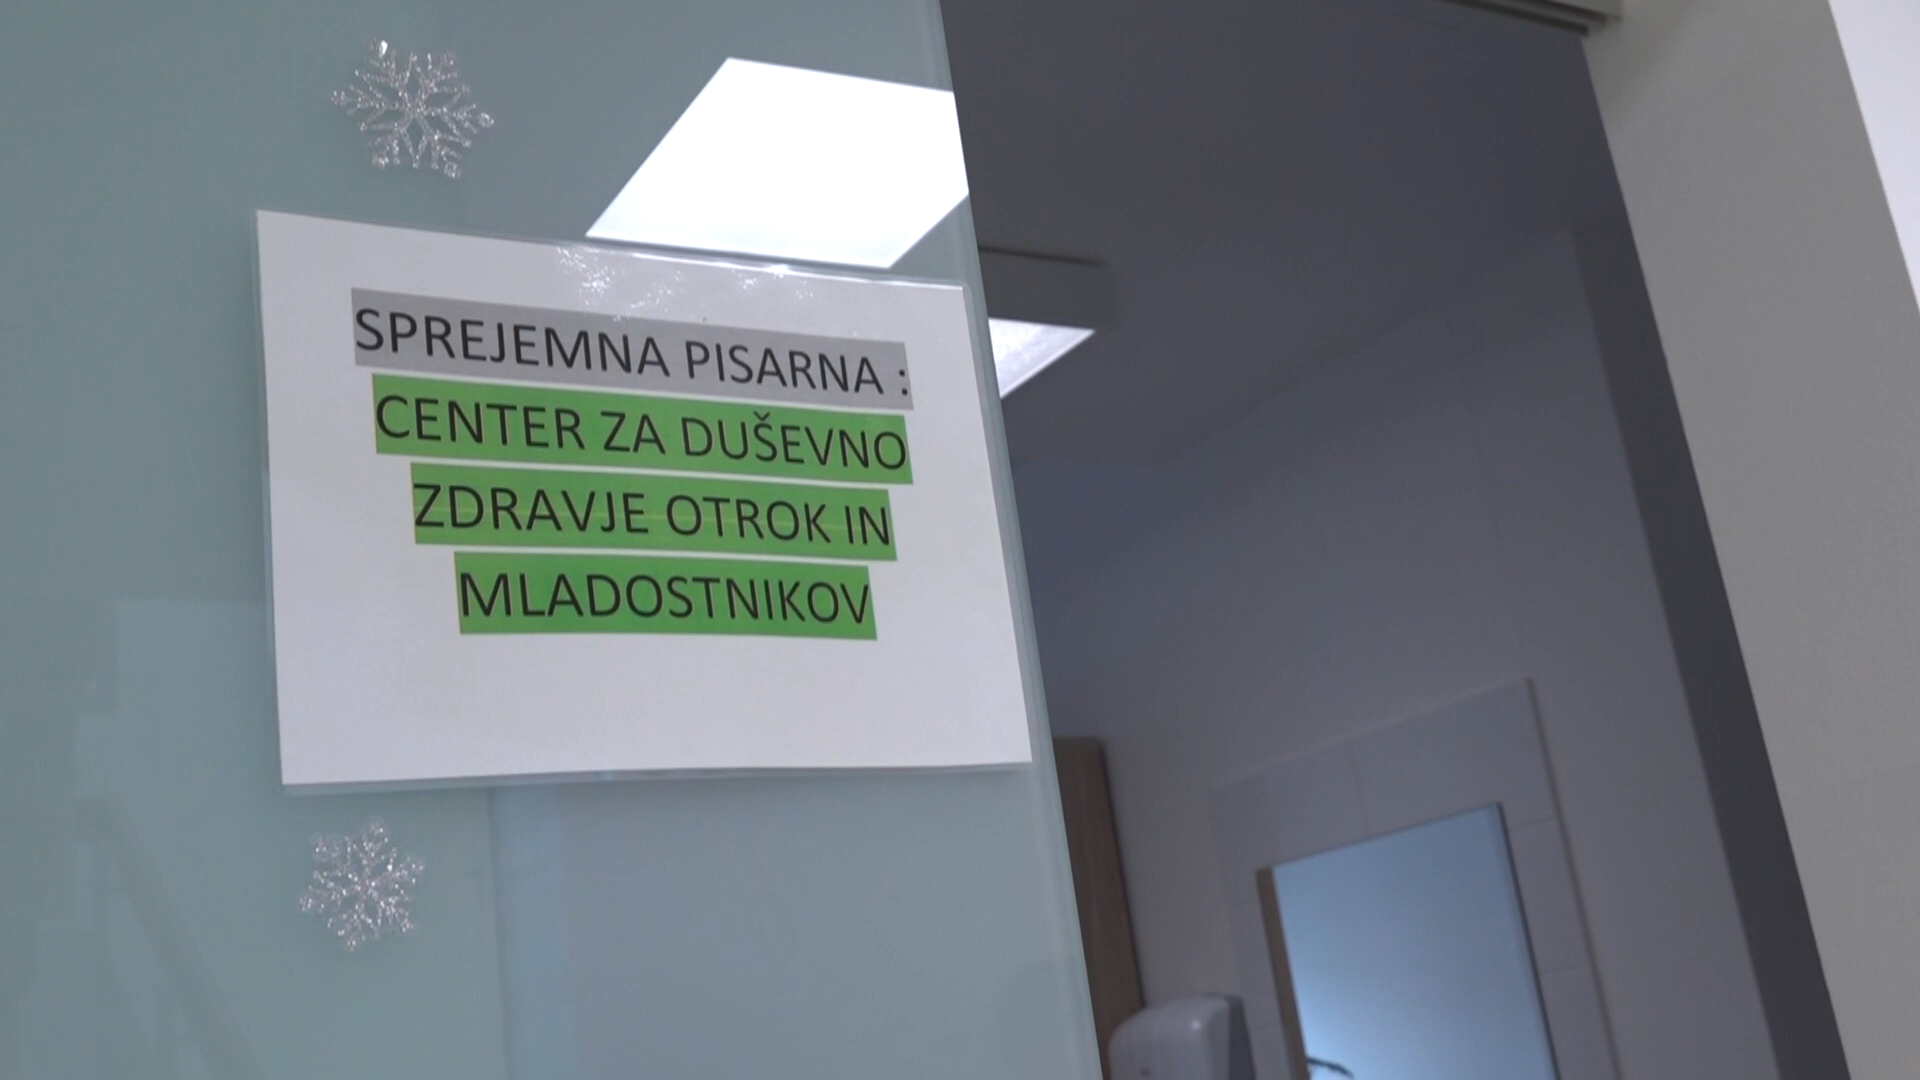 SPREJEMNA PISARNA :
CENTER ZA DUŠEVNO
ZDRAVJE OTROK IN
MLADOSTNIKOV